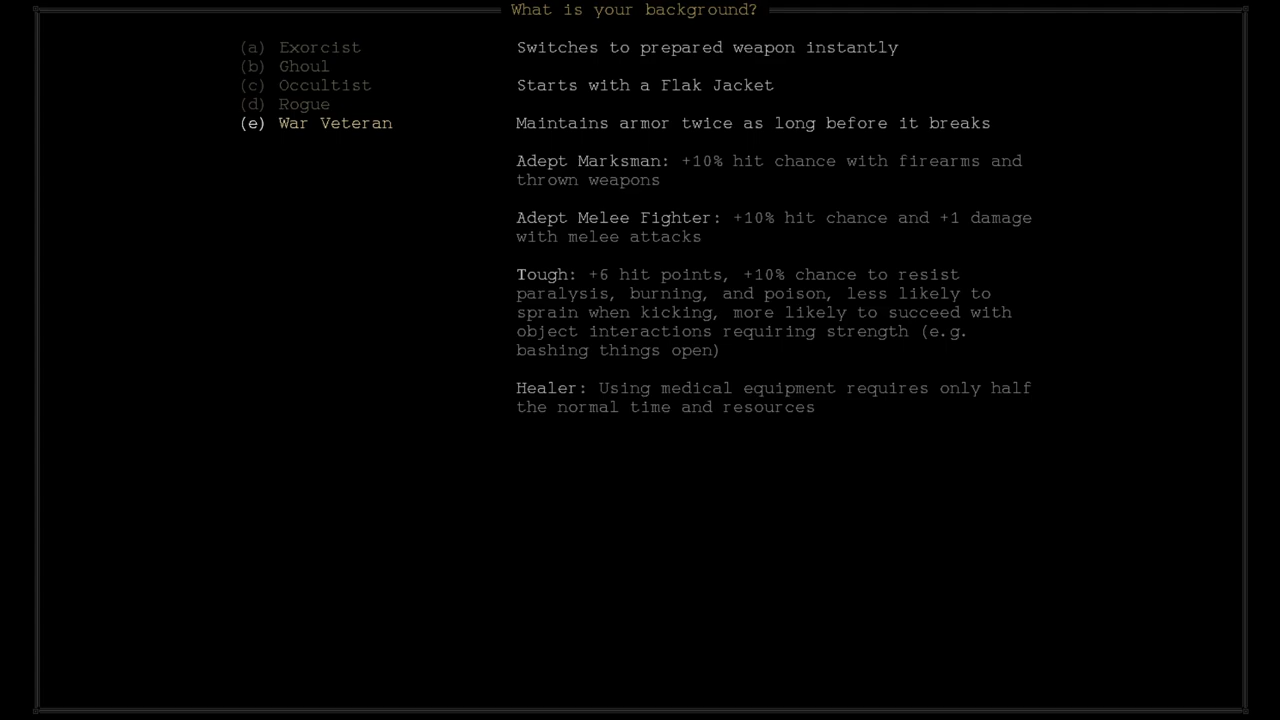 What is your background?
(a) Exorcist
(b) Ghoul
(c) Occultist
(d) Rogue
(e) War Veteran
Switches to prepared weapon instantly
Starts with a Flak Jacket
Maintains armor twice as long before it breaks
Adept Marksman: +10% hit chance with firearms and
thrown weapons
Adept Melee Fighter: +10% hit chance and +1 damage
with melee attacks
Tough: +6 hit points, +10% chance to resist
paralysis, burning, and poison, less likely to
sprain when kicking, more likely to succeed with
object interactions requiring strength (e.g.
bashing things open)
Healer: Using medical equipment requires only half
the normal time and resources